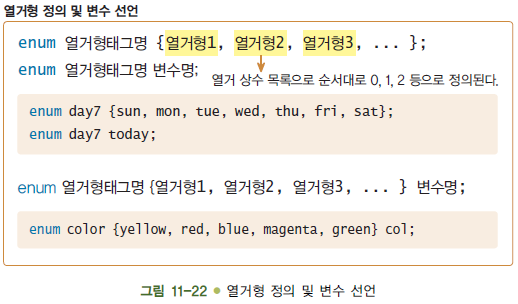 열거형 정의 및 변수 선언
enum 열거형태그명 {열거형1, 열거형2, 열거형3, ... };
enum 열거형태그명 변수명;
열거 상수 목록으로 순서대로 0, 1, 2 등으로 정의된다.
enum day7 {sun, mon, tue, wed, thu, fri, sat};
enum day7 today;
enum 열거형태그명 {열거형1, 열거형2, 열거형3, ... } 변수명;
enum color {yellow, red, blue, magenta, green} col;
그림 11-22 ● 열거형 정의 및 변수 선언